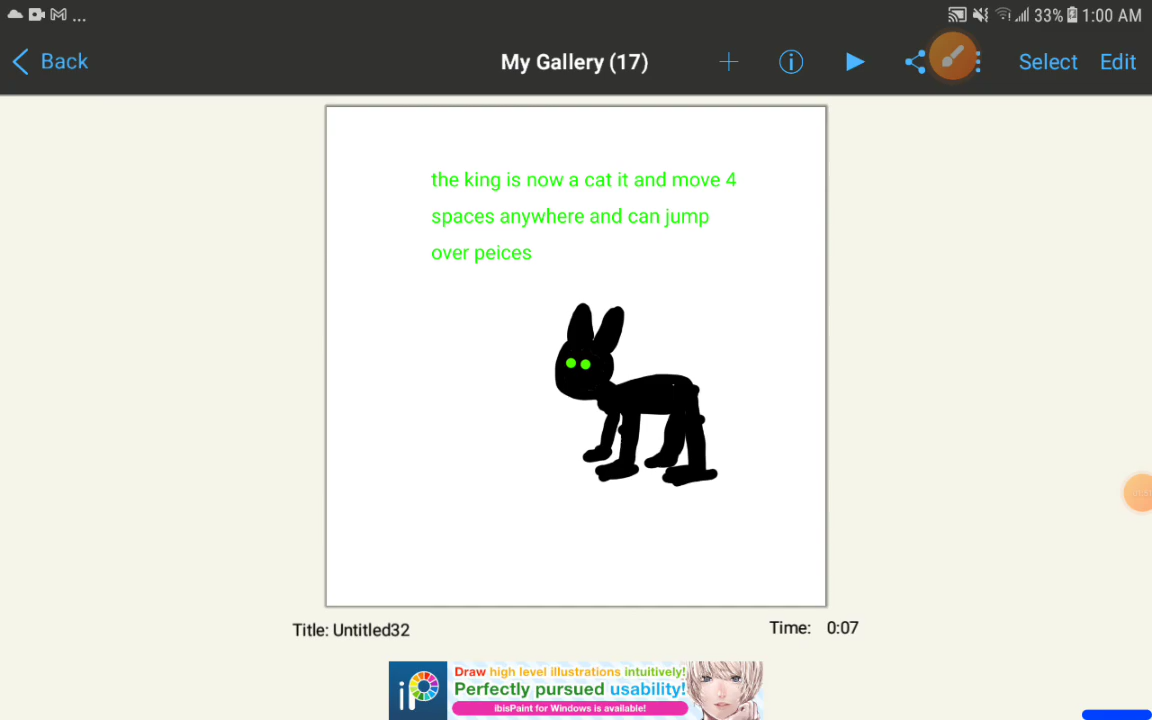 ... 33% 1:00 AM
Back My Gallery (17) Select Edit
the king is now a cat it and move 4
spaces anywhere and can jump
over peices
Title: Untitled32 Time: 0:07
Draw high level illustrations intuitively!
Perfectly pursued usability!
ibisPaint for Windows is available!
iP